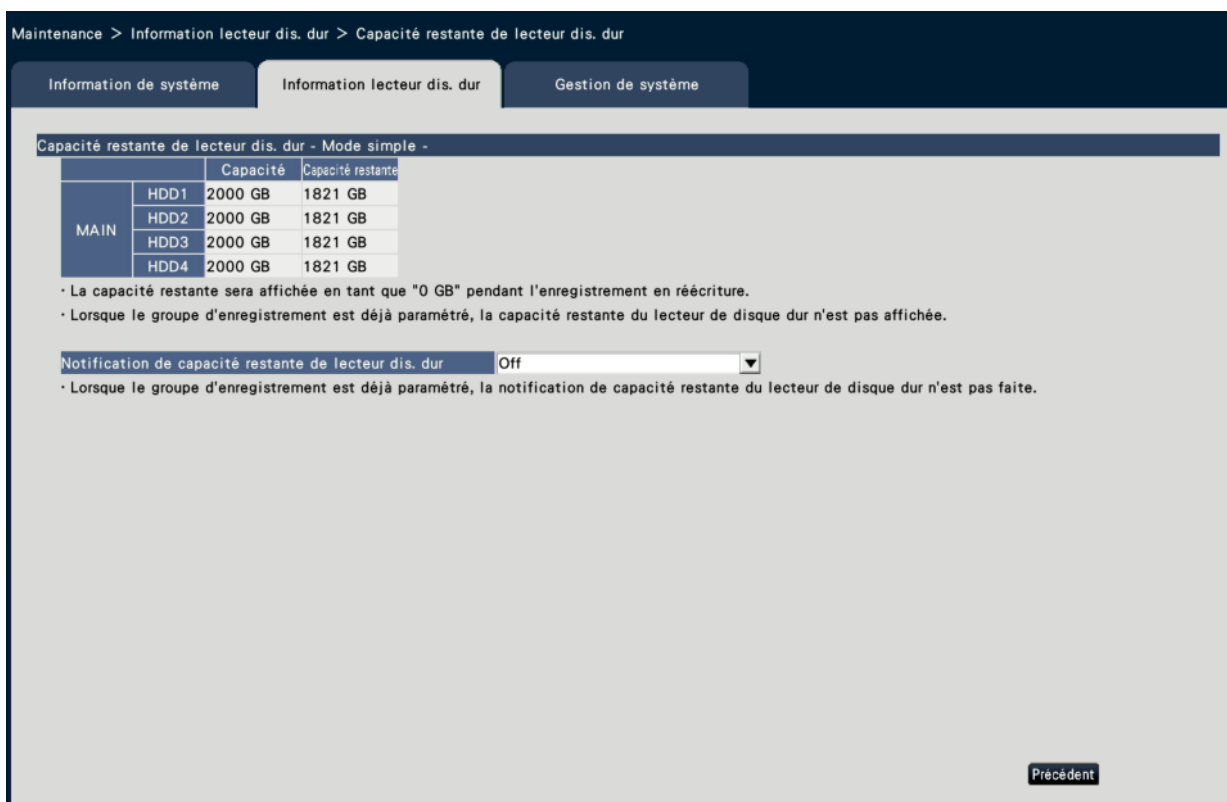 Maintenance > Information lecteur dis. dur > Capacité restante de lecteur dis. dur
Information de système
Information lecteur dis. dur
Gestion de système
Capacité restante de lecteur dis. dur - Mode simple -
Capacité Capacité restante
MAIN
HDD1 2000 GB 1821 GB
HDD2 2000 GB 1821 GB
HDD3 2000 GB 1821 GB
HDD4 2000 GB 1821 GB
· La capacité restante sera affichée en tant que "0 GB" pendant l'enregistrement en réécriture.
· Lorsque le groupe d'enregistrement est déjà paramétré, la capacité restante du lecteur de disque dur n'est pas affichée.
Notification de capacité restante de lecteur dis. dur Off
· Lorsque le groupe d'enregistrement est déjà paramétré, la notification de capacité restante du lecteur de disque dur n'est pas faite.
Précédent